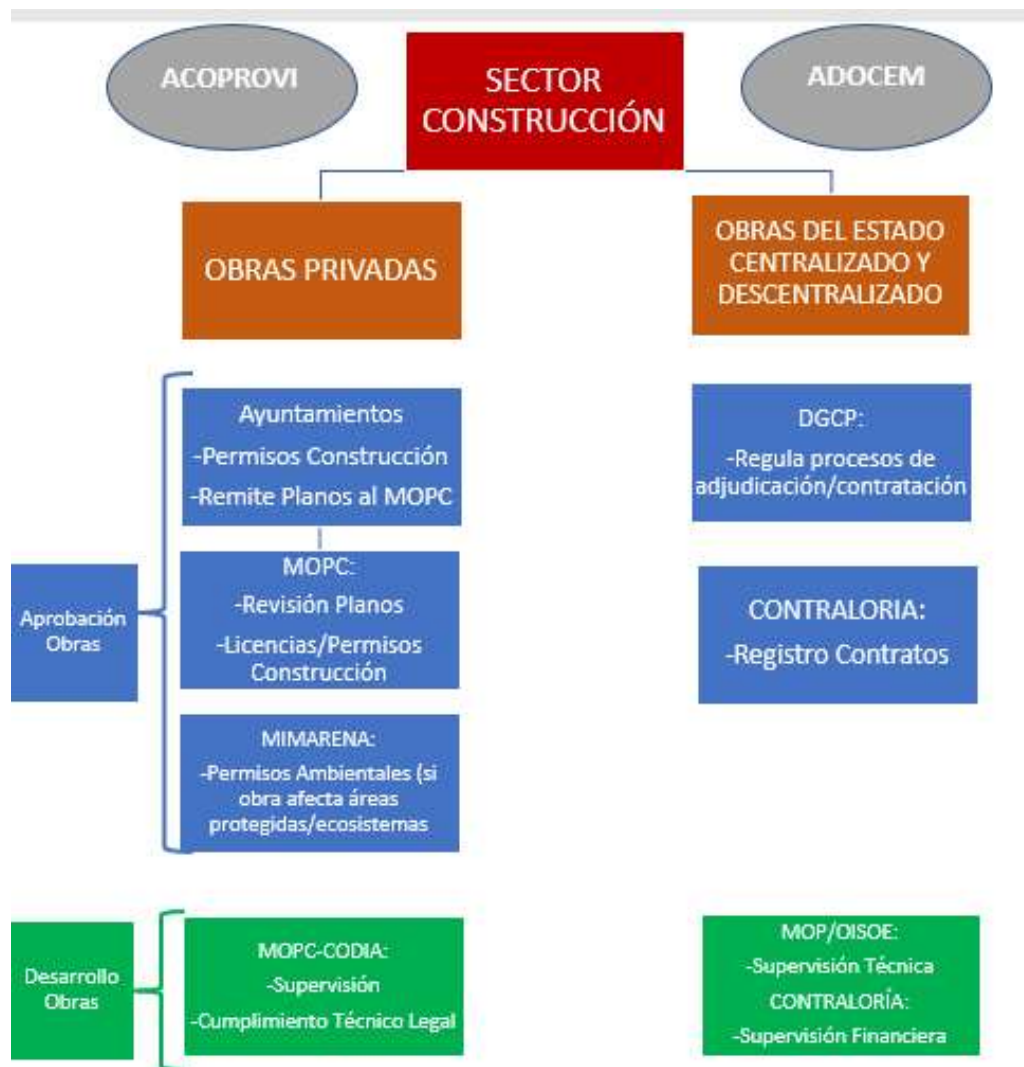 ACOPROVI
SECTOR
CONSTRUCCIÓN
ADOCEM
OBRAS PRIVADAS
OBRAS DEL ESTADO
CENTRALIZADO Y
DESCENTRALIZADO
Aprobación
Obras
Ayuntamientos
-Permisos Construcción
-Remite Planos al MOPC
MOPC:
-Revisión Planos
-Licencias/Permisos
Construcción
MIMARENA:
-Permisos Ambientales (si
obra afecta áreas
protegidas/ecosistemas
DGCP:
-Regula procesos de
adjudicación/contratación
CONTRALORIA:
-Registro Contratos
Desarrollo
Obras
MOPC-CODIA:
-Supervisión
-Cumplimiento Técnico Legal
MOP/OISOE:
-Supervisión Técnica
CONTRALORÍA:
-Supervisión Financiera